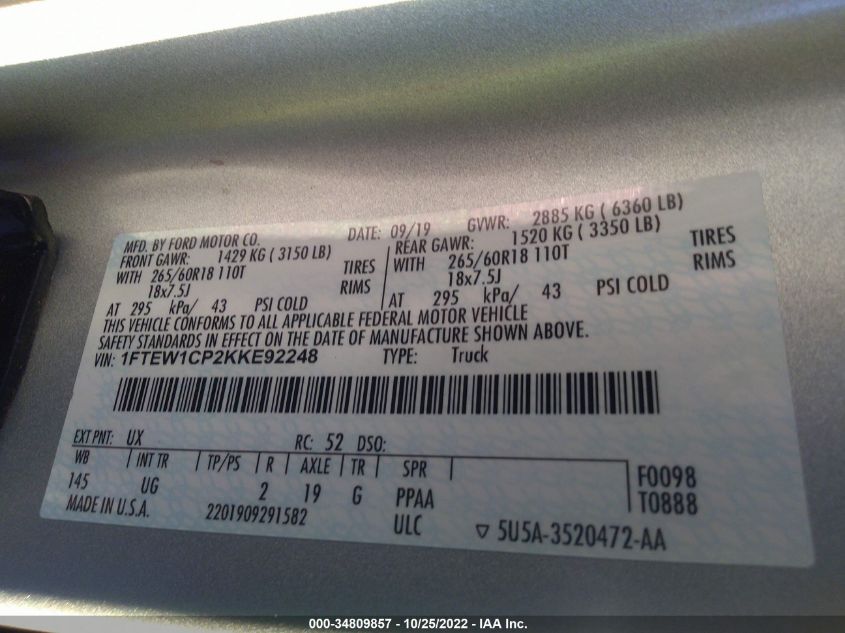 MFD. BY FORD MOTOR CO. DATE: 09/19 GVWR: 2885 KG ( 6360 LB)
FRONT GAWR: 1429 KG ( 3150 LB) REAR GAWR: 1520 KG ( 3350 LB)
WITH 265/60R18 110T TIRES WITH 265/60R18 110T TIRES
18x7.5J RIMS 18x7.5J RIMS
AT 295 kPa/ 43 PSI COLD AT 295 kPa/ 43 PSI COLD
THIS VEHICLE CONFORMS TO ALL APPLICABLE FEDERAL MOTOR VEHICLE
SAFETY STANDARDS IN EFFECT ON THE DATE OF MANUFACTURE SHOWN ABOVE.
VIN: 1FTEW1CP2KKE92248 TYPE: Truck
EXT PNT: UX RC: 52 DSO:
WB INT TR TP/PS R AXLE TR SPR F0098
145 UG 2 19 G PPAA T0888
MADE IN U.S.A. 2201909291582 ULC ▽ 5U5A-3520472-AA
000-34809857 - 10/25/2022 - IAA Inc.